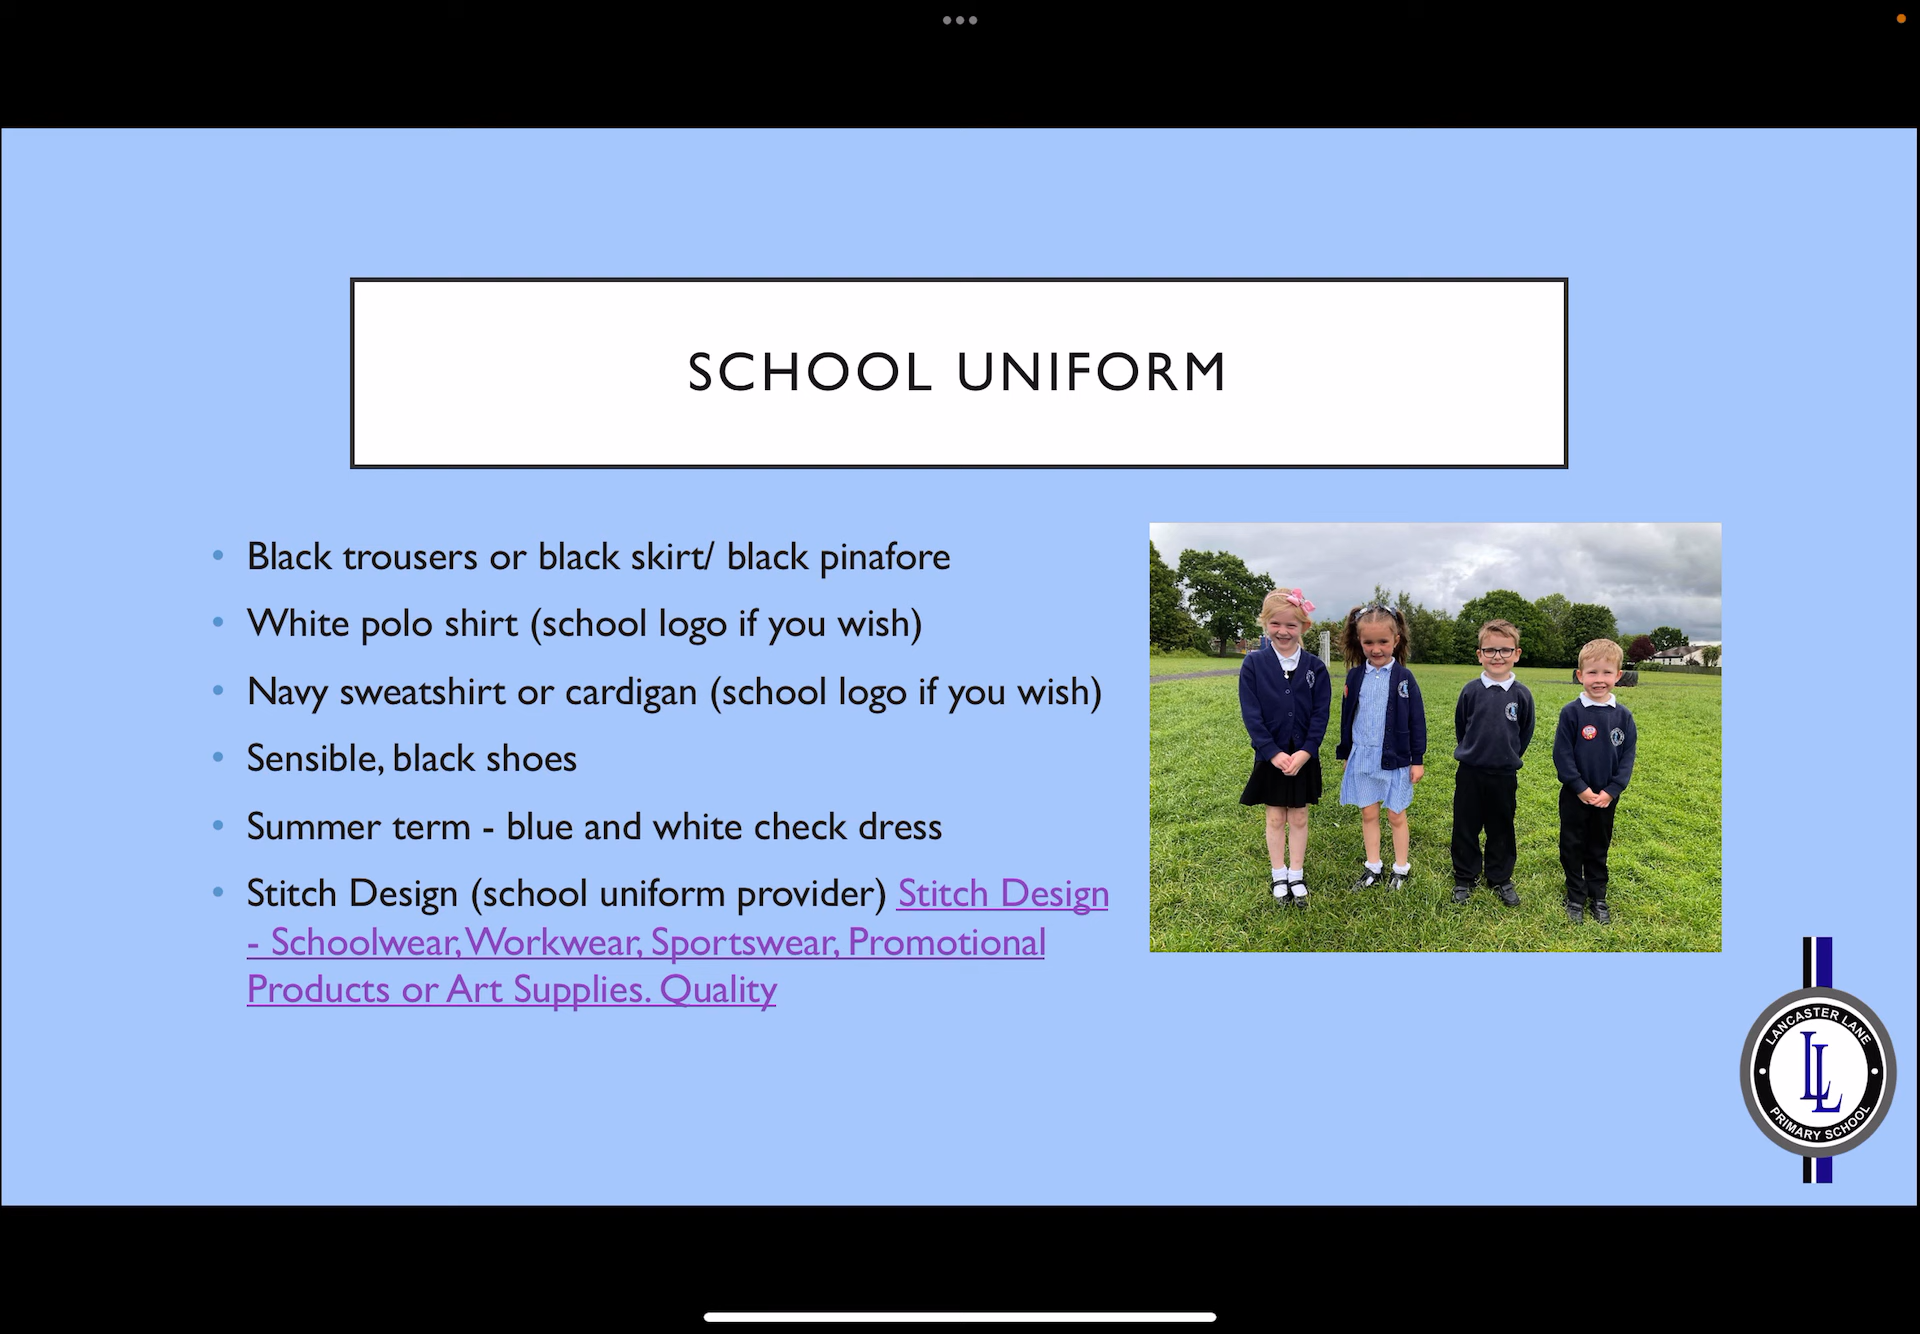 SCHOOL UNIFORM
• Black trousers or black skirt/ black pinafore
• White polo shirt (school logo if you wish)
• Navy sweatshirt or cardigan (school logo if you wish)
• Sensible, black shoes
• Summer term - blue and white check dress
• Stitch Design (school uniform provider) Stitch Design
- Schoolwear, Workwear, Sportswear, Promotional
Products or Art Supplies. Quality
LANCASTER LANE
LL
PRIMARY SCHOOL